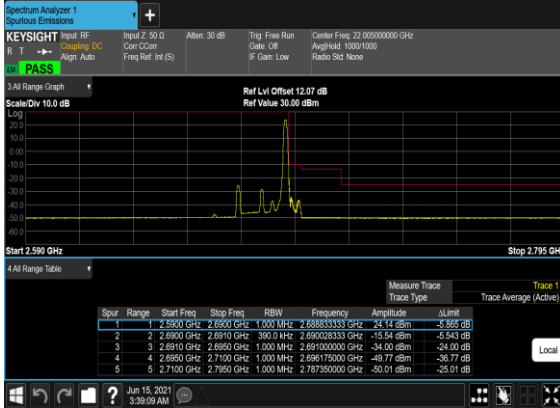 Spectrum Analyzer 1
Spurious Emissions
+
KEYSIGHT Input: RF Input Z: 50 Ω Atten: 30 dB Trig: Free Run Center Freq: 22.005000000 GHz
R T Coupling: DC Corr CCorr Gate: Off Avg|Hold: 1000/1000
Align: Auto Freq Ref: Int (S) IF Gain: Low Radio Std: None
PASS
3 All Range Graph
Ref Lvl Offset 12.07 dB
Scale/Div 10.0 dB Ref Value 30.00 dBm
Log
20.0
10.0
0.00
-10.0
-20.0
-30.0
-40.0
-50.0
-60.0
Start 2.590 GHz Stop 2.795 GH
4 All Range Table
Measure Trace Trace 1
Trace Type Trace Average (Active)
Spur Range Start Freq Stop Freq RBW Frequency Amplitude ΔLimit
1 1 2.5900 GHz 2.6900 GHz 1.000 MHz 2.688833333 GHz 24.14 dBm -5.865 dB
2 2 2.6900 GHz 2.6910 GHz 390.0 kHz 2.690028333 GHz -15.54 dBm -5.543 dB
3 3 2.6910 GHz 2.6950 GHz 1.000 MHz 2.691000000 GHz -34.00 dBm -24.00 dB
4 4 2.6950 GHz 2.7100 GHz 1.000 MHz 2.696175000 GHz -49.77 dBm -36.77 dB
5 5 2.7100 GHz 2.7950 GHz 1.000 MHz 2.787350000 GHz -50.01 dBm -25.01 dB
Local
?
Jun 15, 2021
3:39:09 AM